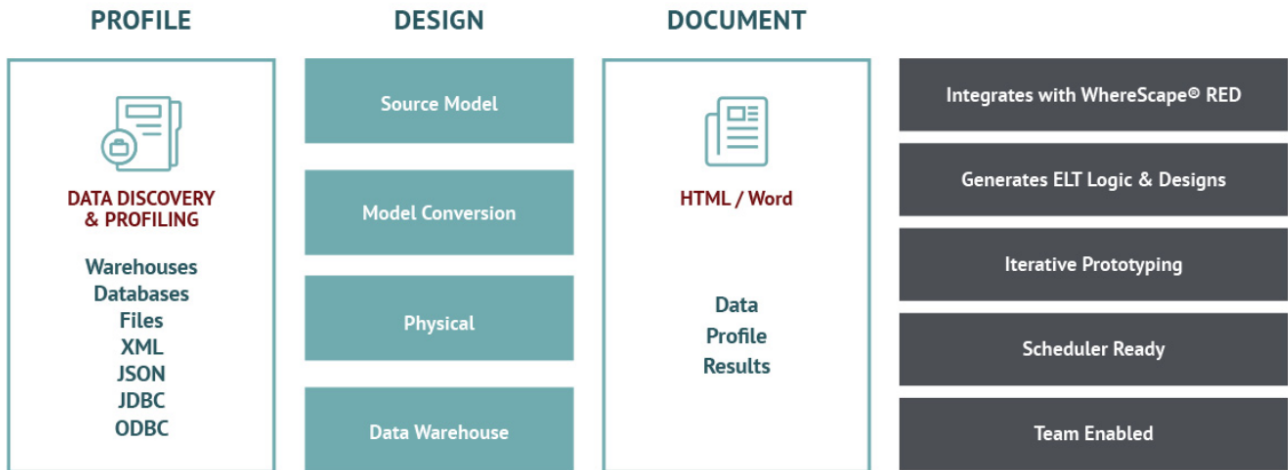 PROFILE
DATA DISCOVERY
& PROFILING
Warehouses
Databases
Files
XML
JSON
JDBC
ODBC
DESIGN
Source Model
Model Conversion
Physical
Data Warehouse
DOCUMENT
HTML / Word
Data
Profile
Results
Integrates with WhereScape® RED
Generates ELT Logic & Designs
Iterative Prototyping
Scheduler Ready
Team Enabled